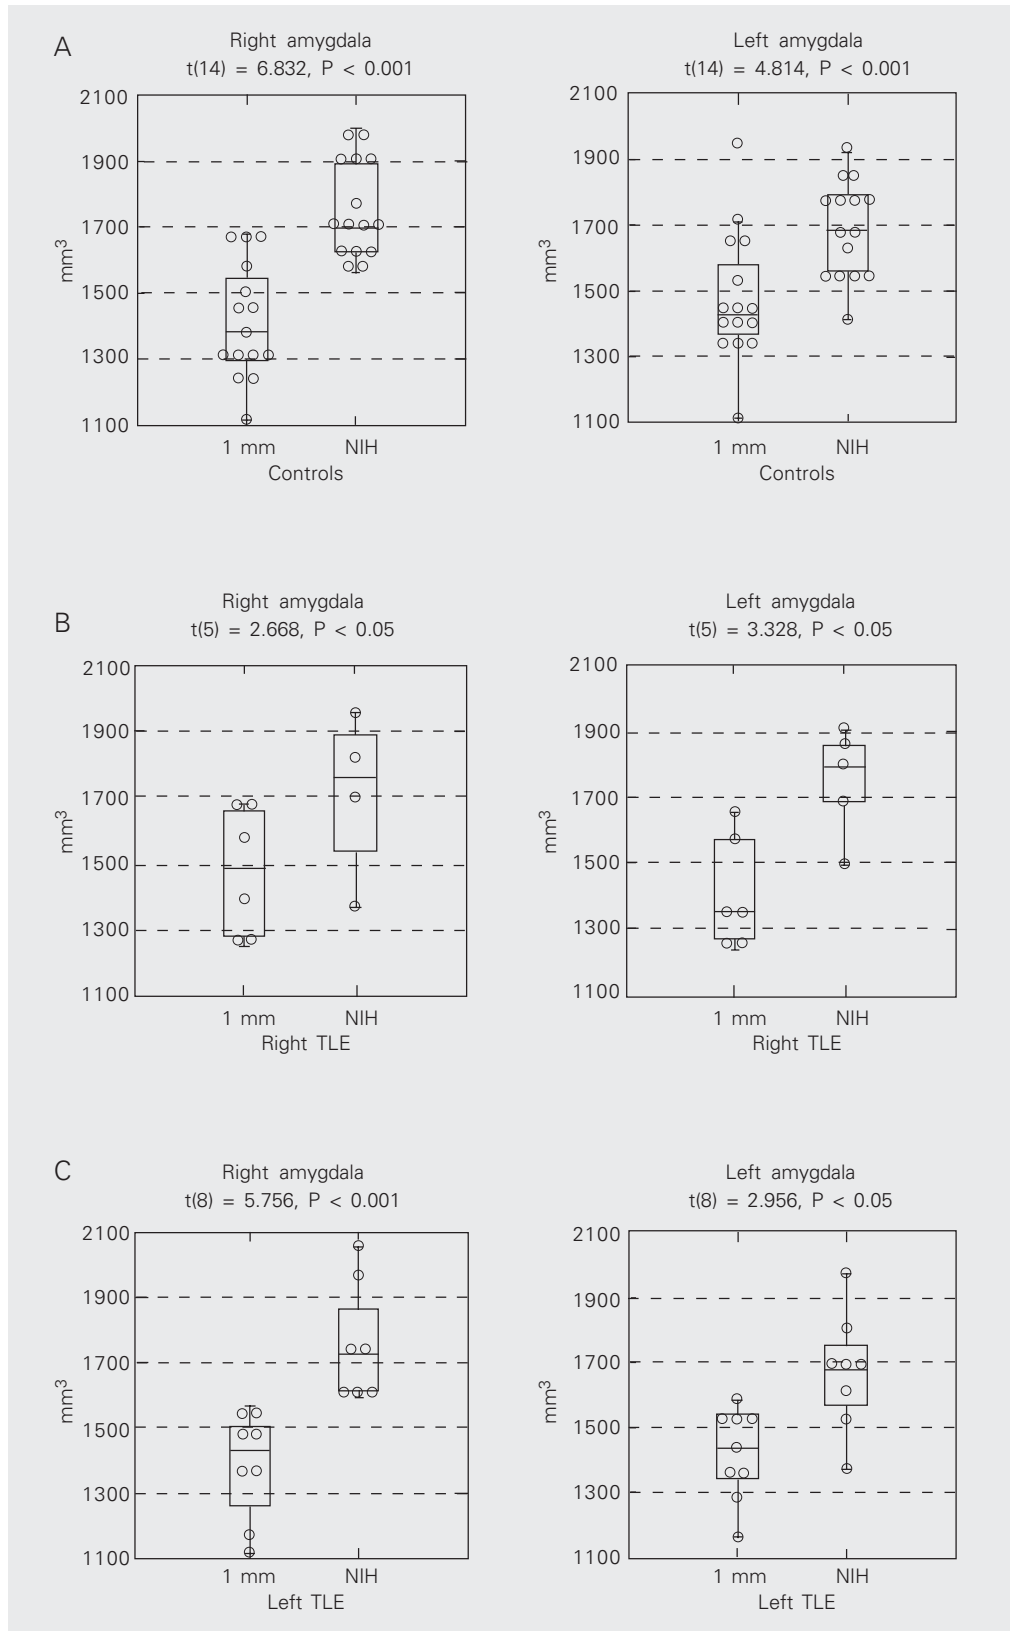 A
Right amygdala
t(14) = 6.832, P < 0.001
2100
1900
1700
1500
1300
1100
mm³
1 mm NIH
Controls
Left amygdala
t(14) = 4.814, P < 0.001
2100
1900
1700
1500
1300
1100
mm³
1 mm NIH
Controls
B
Right amygdala
t(5) = 2.668, P < 0.05
2100
1900
1700
1500
1300
1100
mm³
1 mm NIH
Right TLE
Left amygdala
t(5) = 3.328, P < 0.05
2100
1900
1700
1500
1300
1100
mm³
1 mm NIH
Right TLE
C
Right amygdala
t(8) = 5.756, P < 0.001
2100
1900
1700
1500
1300
1100
mm³
1 mm NIH
Left TLE
Left amygdala
t(8) = 2.956, P < 0.05
2100
1900
1700
1500
1300
1100
mm³
1 mm NIH
Left TLE